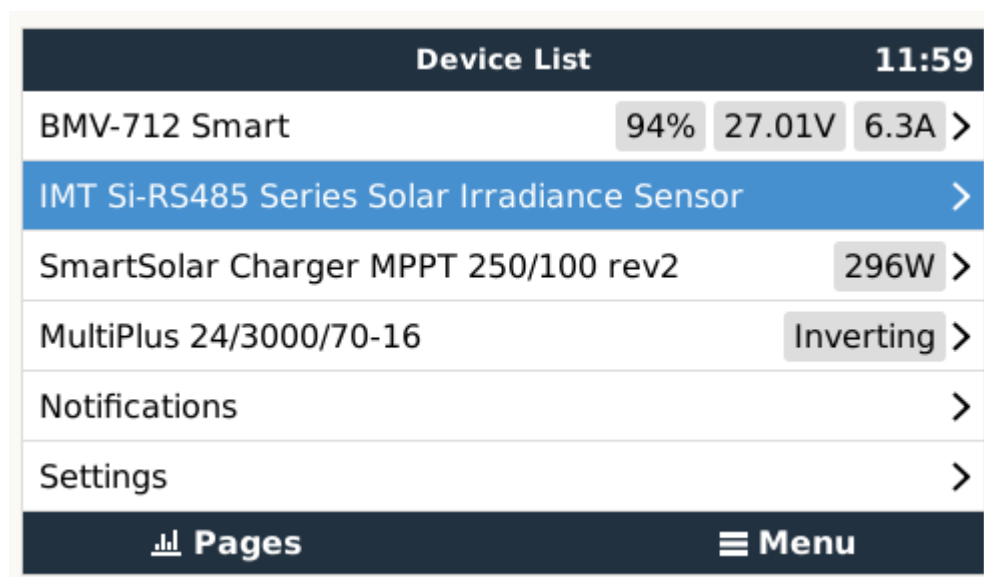 Device List 11:59
BMV-712 Smart 94% 27.01V 6.3A
IMT Si-RS485 Series Solar Irradiance Sensor
SmartSolar Charger MPPT 250/100 rev2 296W
MultiPlus 24/3000/70-16 Inverting
Notifications
Settings
Pages Menu